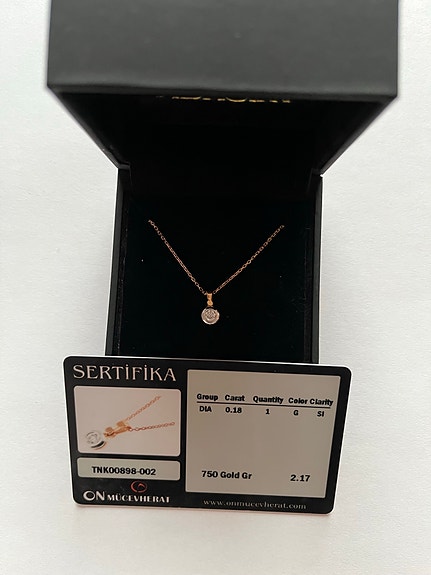 SERTİFİKA
TNK00898-002
ON MÜCEVHERAT
Group Carat Quantity Color Clarity
DIA 0.18 1 G SI
750 Gold Gr 2.17
www.onmucevherat.com